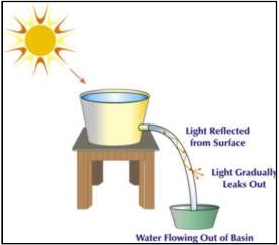 Light Reflected
from Surface
Light Gradually
Leaks Out
Water Flowing Out of Basin